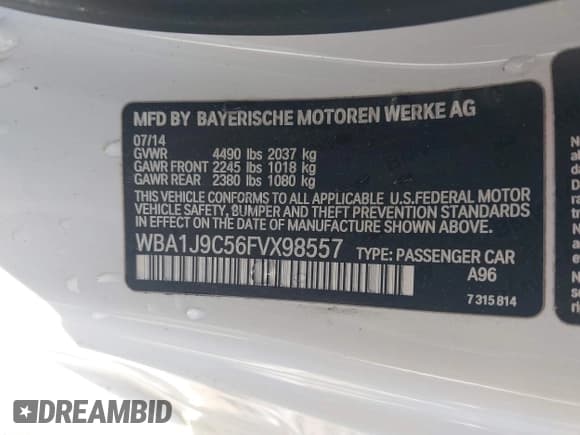 MFD BY BAYERISCHE MOTOREN WERKE AG
07/14
GVWR 4490 lbs 2037 kg
GAWR FRONT 2245 lbs 1018 kg
GAWR REAR 2380 lbs 1080 kg
THIS VEHICLE CONFORMS TO ALL APPLICABLE U.S.FEDERAL MOTOR
VEHICLE SAFETY, BUMPER AND THEFT PREVENTION STANDARDS
IN EFFECT ON THE DATE OF MANUFACTURE SHOWN ABOVE.
WBA1J9C56FVX98557 TYPE: PASSENGER CAR
A96
7 315 814
DREAMBID